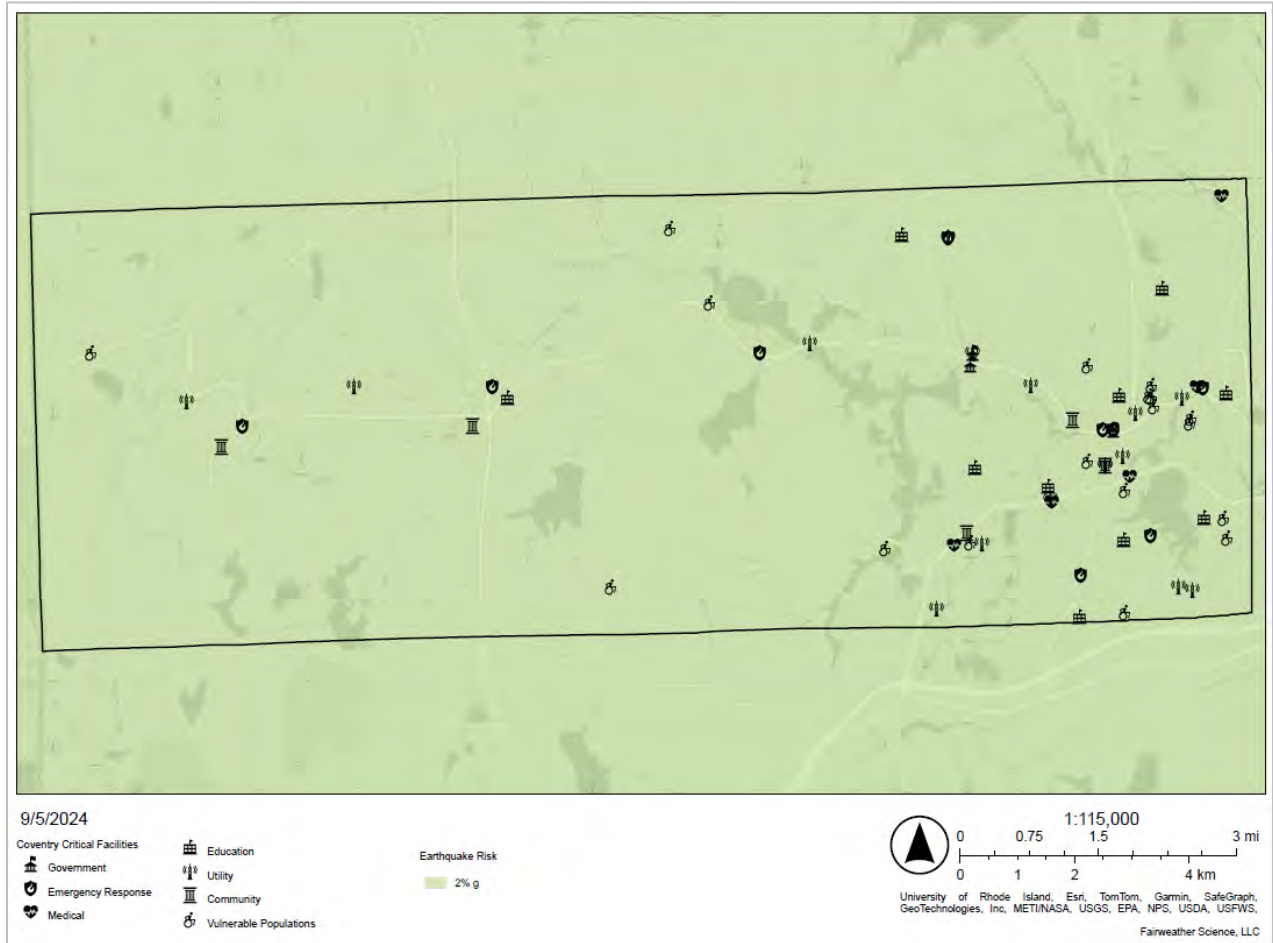 9/5/2024
Coventry Critical Facilities
Government
Emergency Response
Medical
Education
Utility
Community
Vulnerable Populations
Earthquake Risk
2% g
1:115,000
0 0.75 1.5 3 mi
0 1 2 4 km
University of Rhode Island, Esri, TomTom, Garmin, SafeGraph,
GeoTechnologies, Inc, METI/NASA, USGS, EPA, NPS, USDA, USFWS,
Fairweather Science, LLC